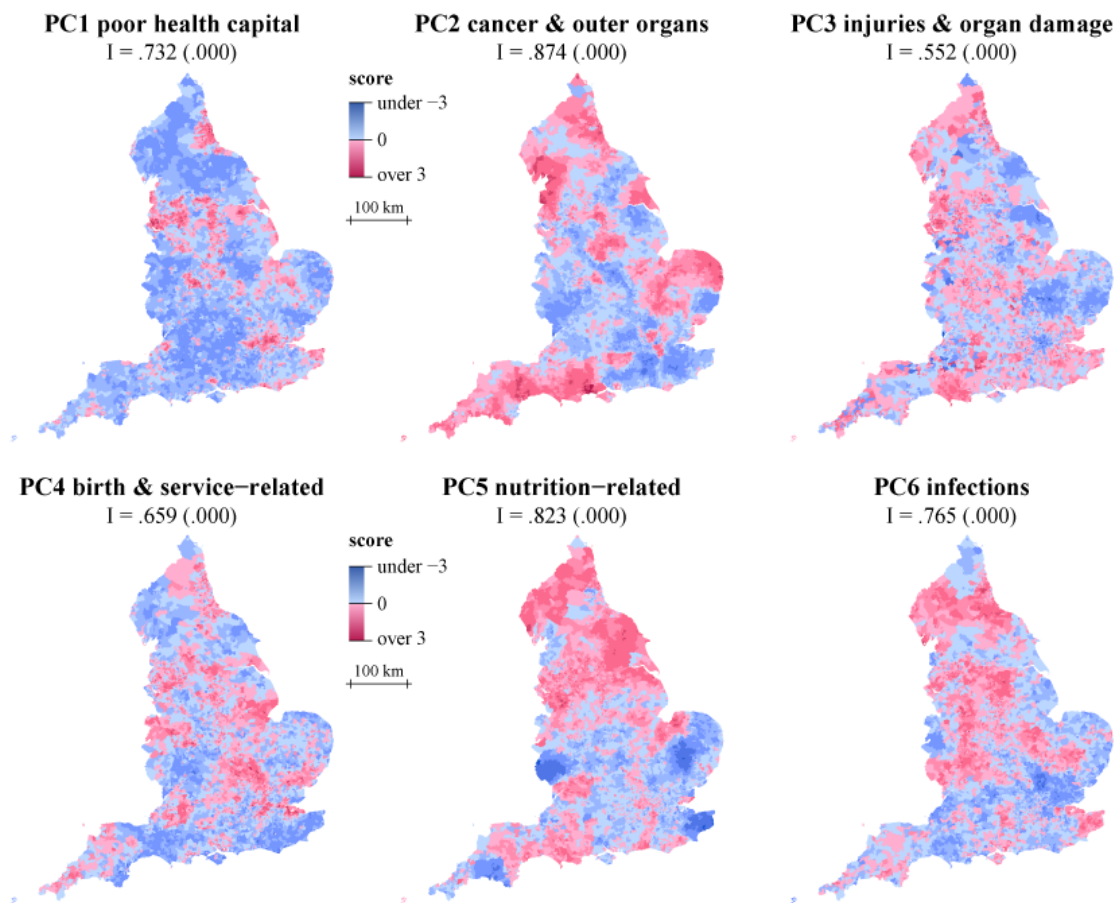 PC1 poor health capital
I = .732 (.000)
PC2 cancer & outer organs
I = .874 (.000)
PC3 injuries & organ damage
I = .552 (.000)
score
under −3
0
over 3
100 km
PC4 birth & service−related
I = .659 (.000)
PC5 nutrition−related
I = .823 (.000)
PC6 infections
I = .765 (.000)
score
under −3
0
over 3
100 km